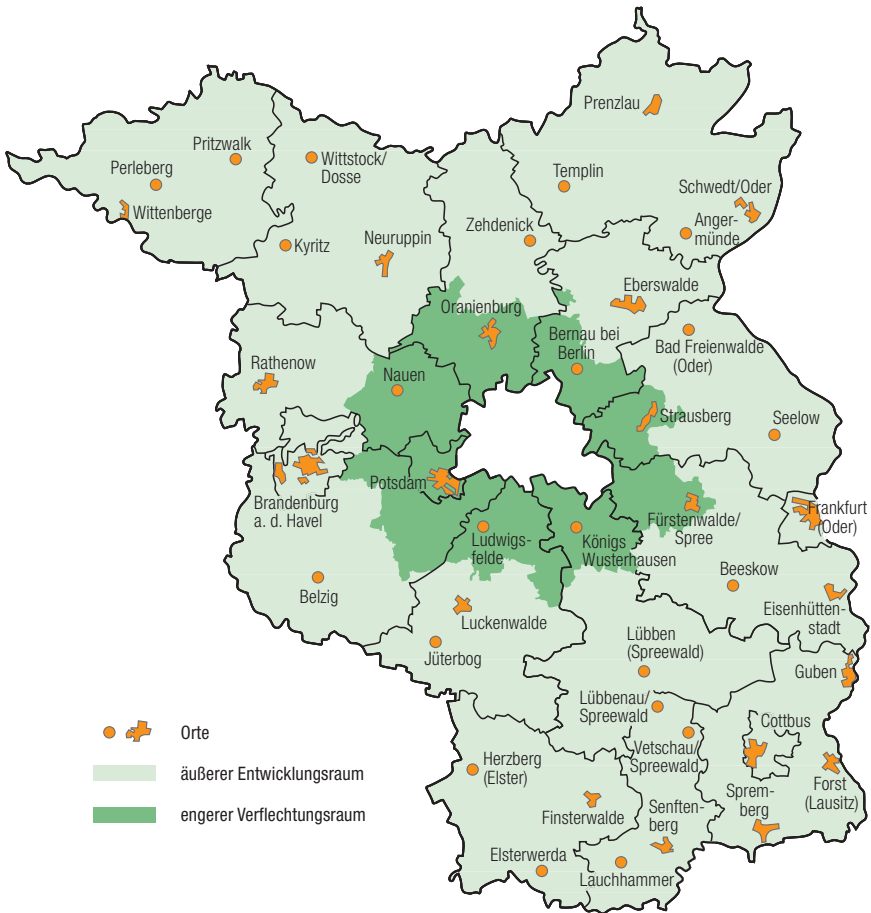 Prenzlau
Pritzwalk
Wittstock/
Dosse
Perleberg
Templin
Schwedt/Oder
Wittenberge
Anger-
münde
Zehdenick
Neuruppin
Kyritz
Eberswalde
Oranienburg
Bernau bei
Berlin
Bad Freienwalde
(Oder)
Rathenow
Nauen
Strausberg
Seelow
Potsdam
Brandenburg
a. d. Havel
Fürstenwalde/
Spree
Frankfurt
(Oder)
Ludwigs-
felde
Königs
Wusterhausen
Beeskow
Belzig
Eisenhütten-
stadt
Luckenwalde
Jüterbog
Lübben
(Spreewald)
Guben
Lübbenau/
Spreewald
Cottbus
Orte
Vetschau/
Spreewald
Herzberg
(Elster)
äußerer Entwicklungsraum
Forst
(Lausitz)
Sprem-
berg
engerer Verflechtungsraum
Finsterwalde
Senften-
berg
Elsterwerda
Lauchhammer